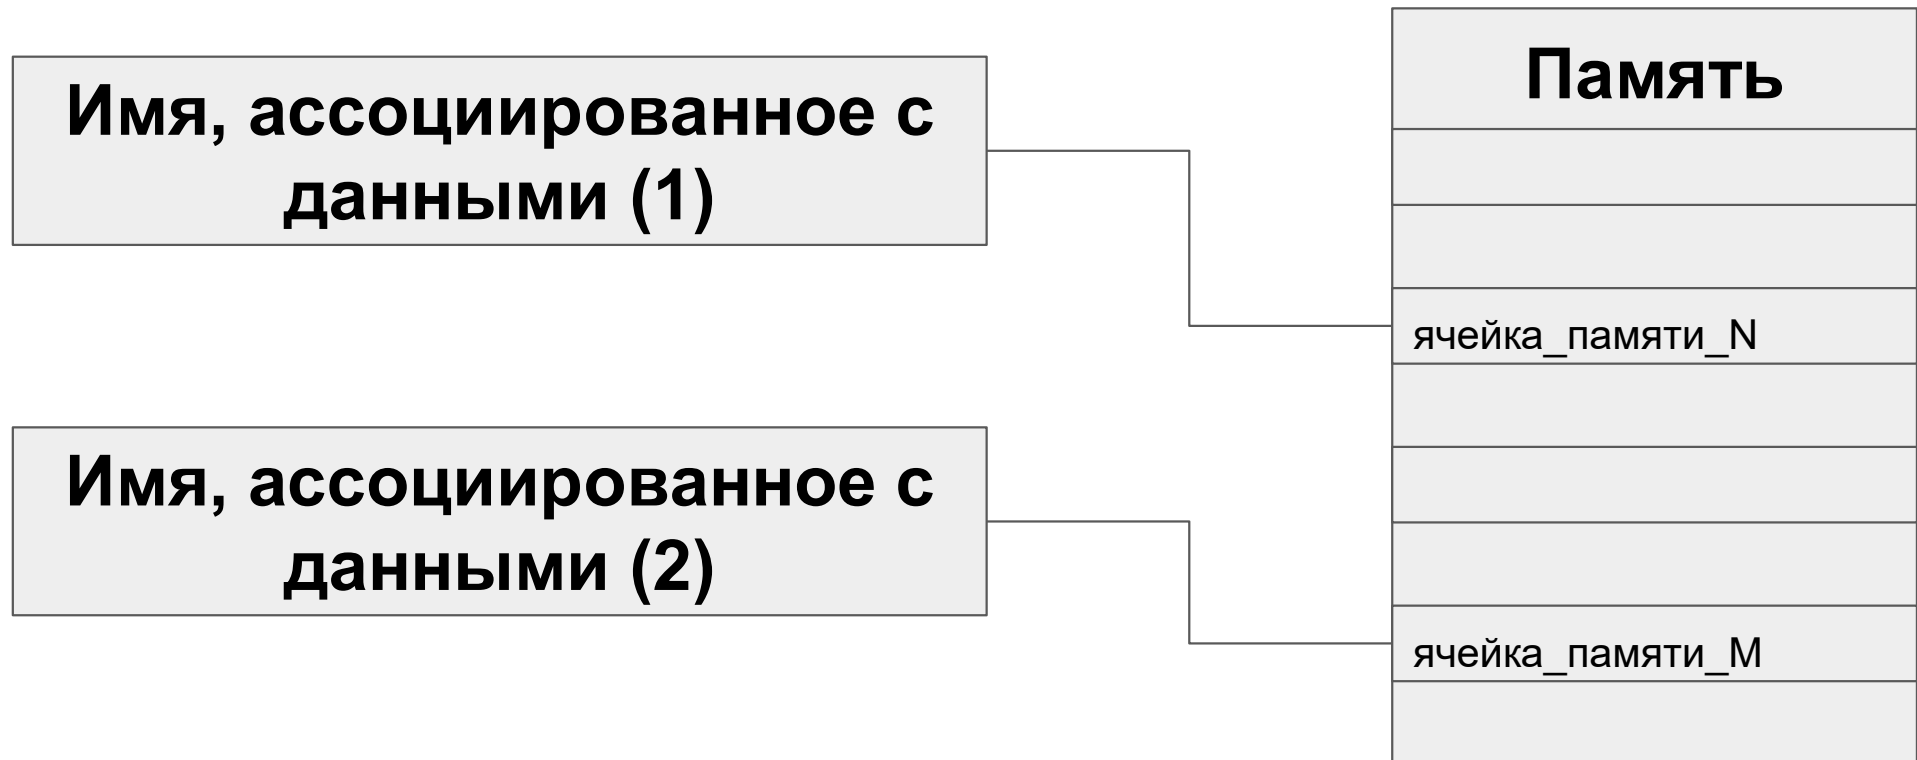 Имя, ассоциированное с
данными (1)
Память
ячейка_памяти_N
Имя, ассоциированное с
данными (2)
ячейка_памяти_M